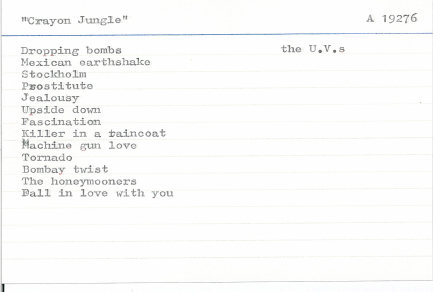 "Crayon Jungle" A 19276
Dropping bombs the U.V.s
Mexican earthshake
Stockholm
Prostitute
Jealousy
Upside down
Fascination
Killer in a raincoat
Machine gun love
Tornado
Bombay twist
The honeymooners
Fall in love with you